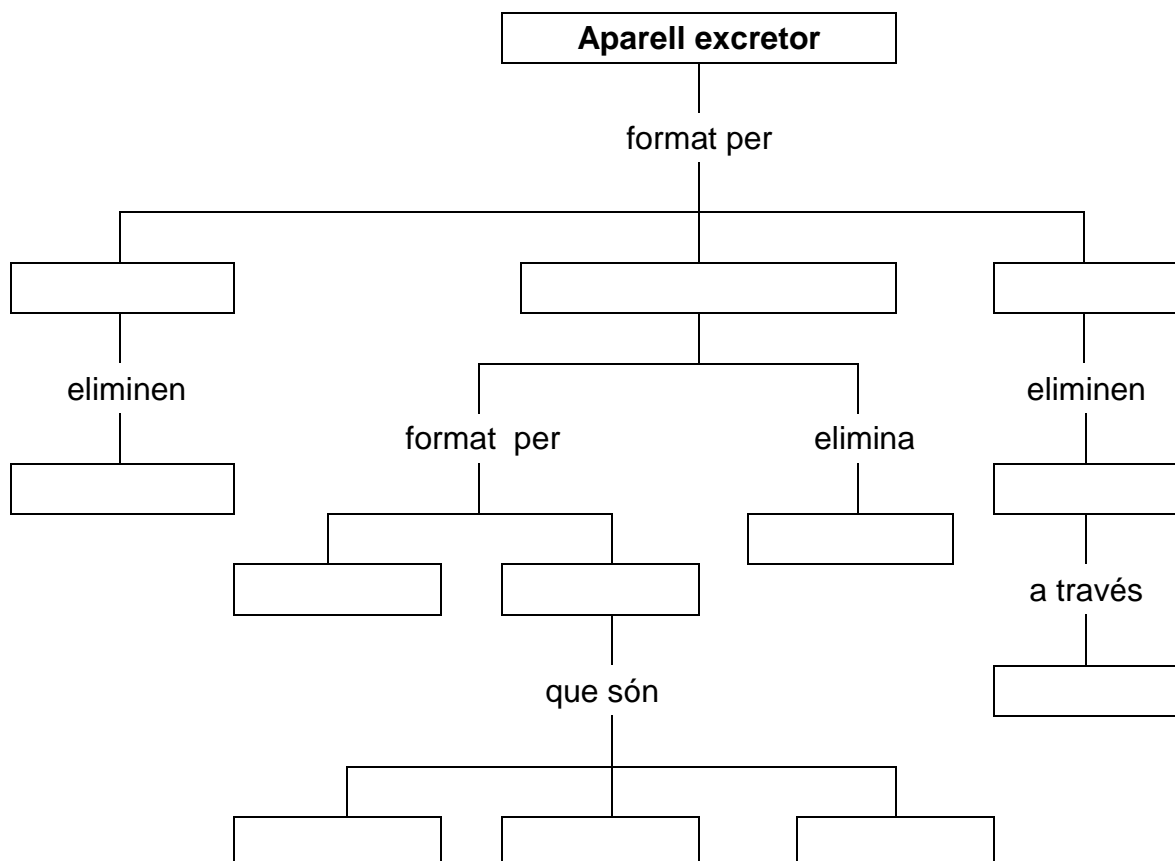 Aparell excretor
format per
eliminen
eliminen
format per
elimina
a través
que són